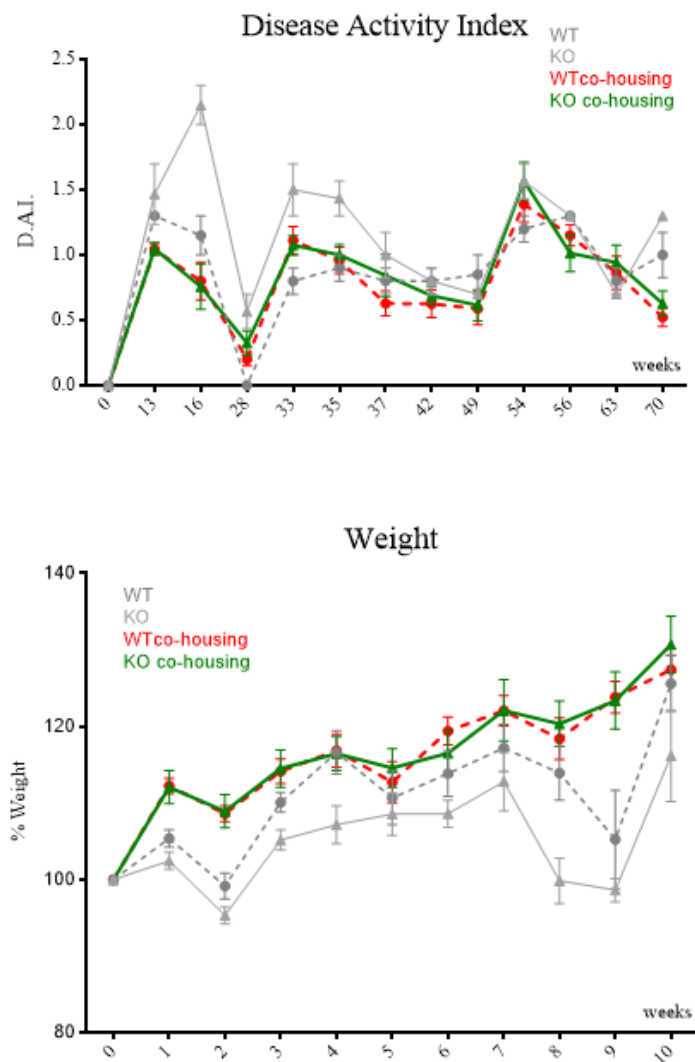 Disease Activity Index
WT
KO
WTco-housing
KO co-housing
2.5
2.0
1.5
1.0
0.5
0.0
D.A.I.
weeks
0 13 16 28 33 35 37 42 49 54 56 63 70
Weight
140
120
100
80
% Weight
WT
KO
WTco-housing
KO co-housing
weeks
0 1 2 3 4 5 6 7 8 9 10